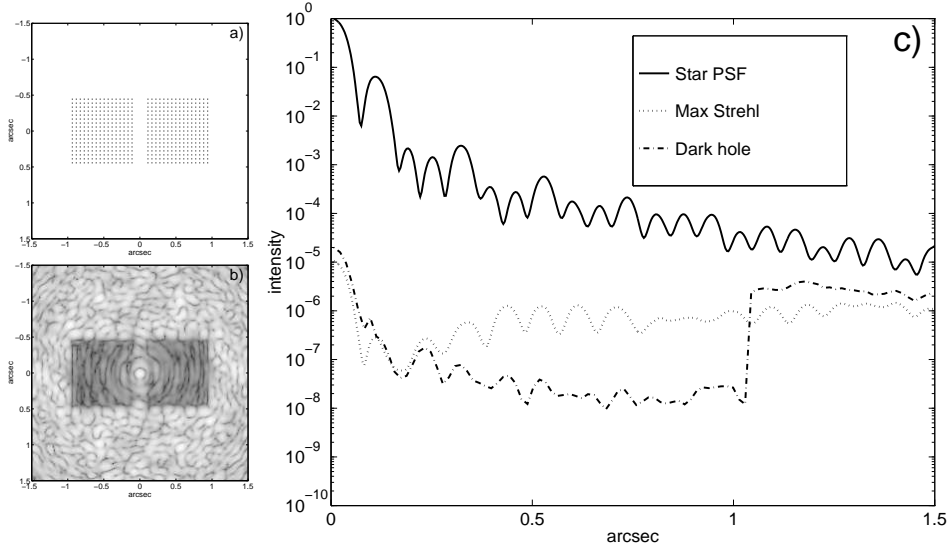 a)
−1.5
−1
−0.5
0
0.5
1
1.5
−1.5 −1 −0.5 0 0.5 1 1.5
arcsec
arcsec
b)
−1.5
−1
−0.5
0
0.5
1
1.5
−1.5 −1 −0.5 0 0.5 1 1.5
arcsec
arcsec
c)
10^0
10^−1
10^−2
10^−3
10^−4
10^−5
10^−6
10^−7
10^−8
10^−9
10^−10
intensity
Star PSF
Max Strehl
Dark hole
0 0.5 1 1.5
arcsec